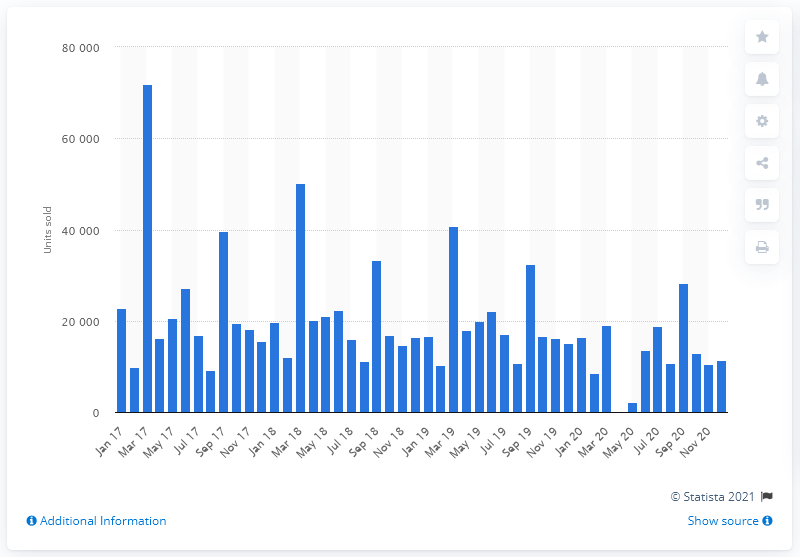 80 000
60 000
40 000
20 000
0
Units sold
Jan 17
Mar 17
May 17
Jul 17
Sep 17
Nov 17
Jan 18
Mar 18
May 18
Jul 18
Sep 18
Nov 18
Jan 19
Mar 19
May 19
Jul 19
Sep 19
Nov 19
Jan 20
Mar 20
May 20
Jul 20
Sep 20
Nov 20
© Statista 2021
Additional Information
Show source